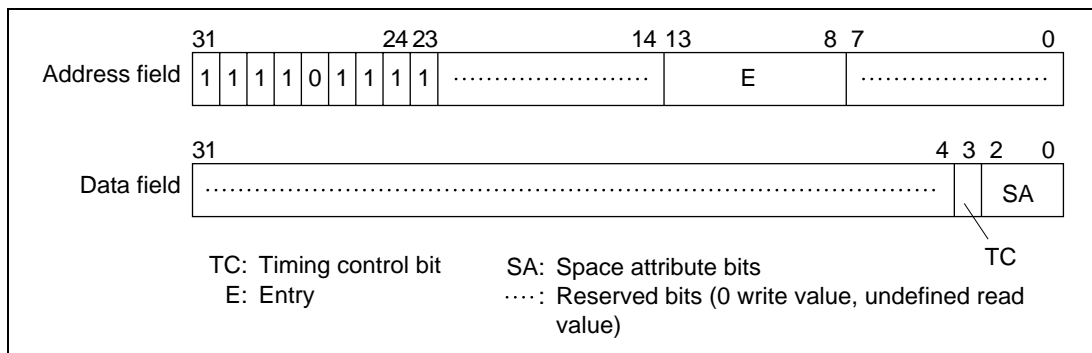 31 24 23 14 13 8 7 0
Address field 1 1 1 1 0 1 1 1 1 ···················· E ····················
31 4 3 2 0
Data field ···················· SA
TC
TC: Timing control bit SA: Space attribute bits
E: Entry ····: Reserved bits (0 write value, undefined read
value)